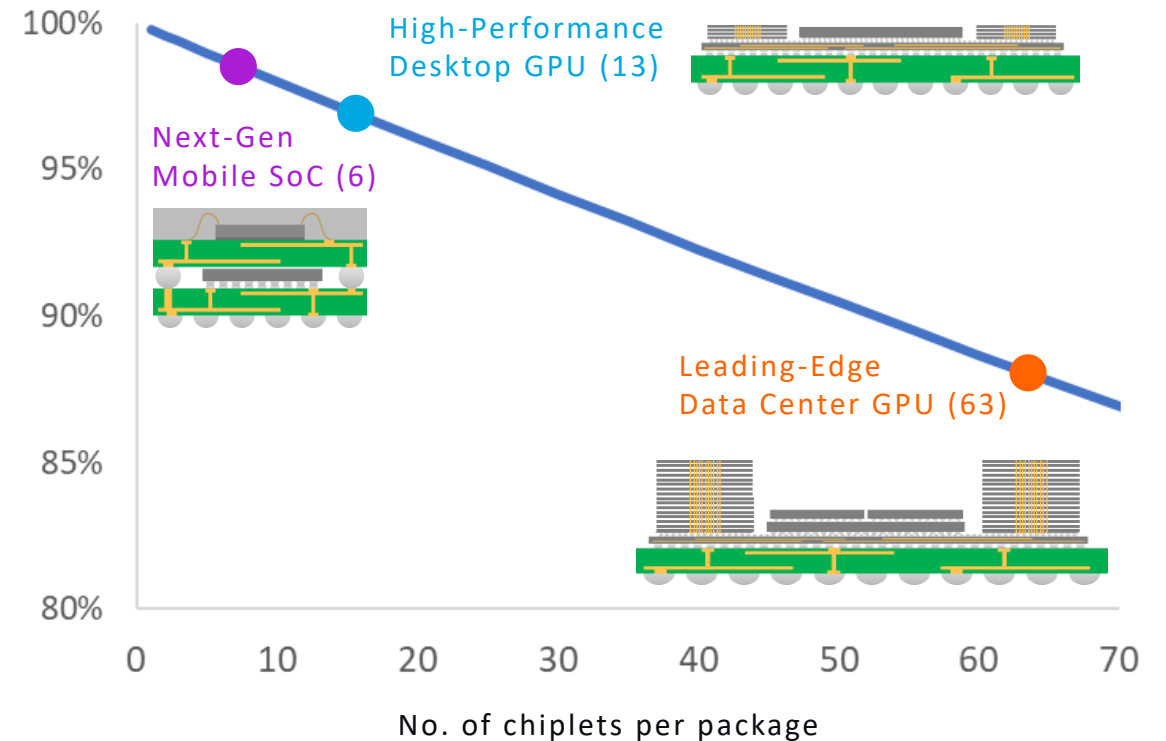 100%
95%
90%
85%
80%
High-Performance
Desktop GPU (13)
Next-Gen
Mobile SoC (6)
Leading-Edge
Data Center GPU (63)
0 10 20 30 40 50 60 70
No. of chiplets per package